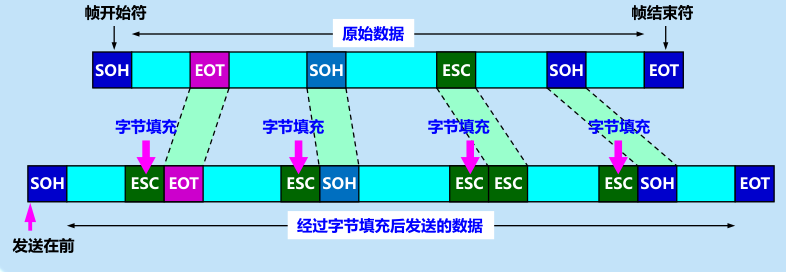 帧开始符
帧结束符
原始数据
SOH EOT SOH ESC SOH EOT
字节填充 字节填充 字节填充 字节填充
SOH ESC EOT ESC SOH ESC ESC ESC SOH EOT
经过字节填充后发送的数据
发送在前